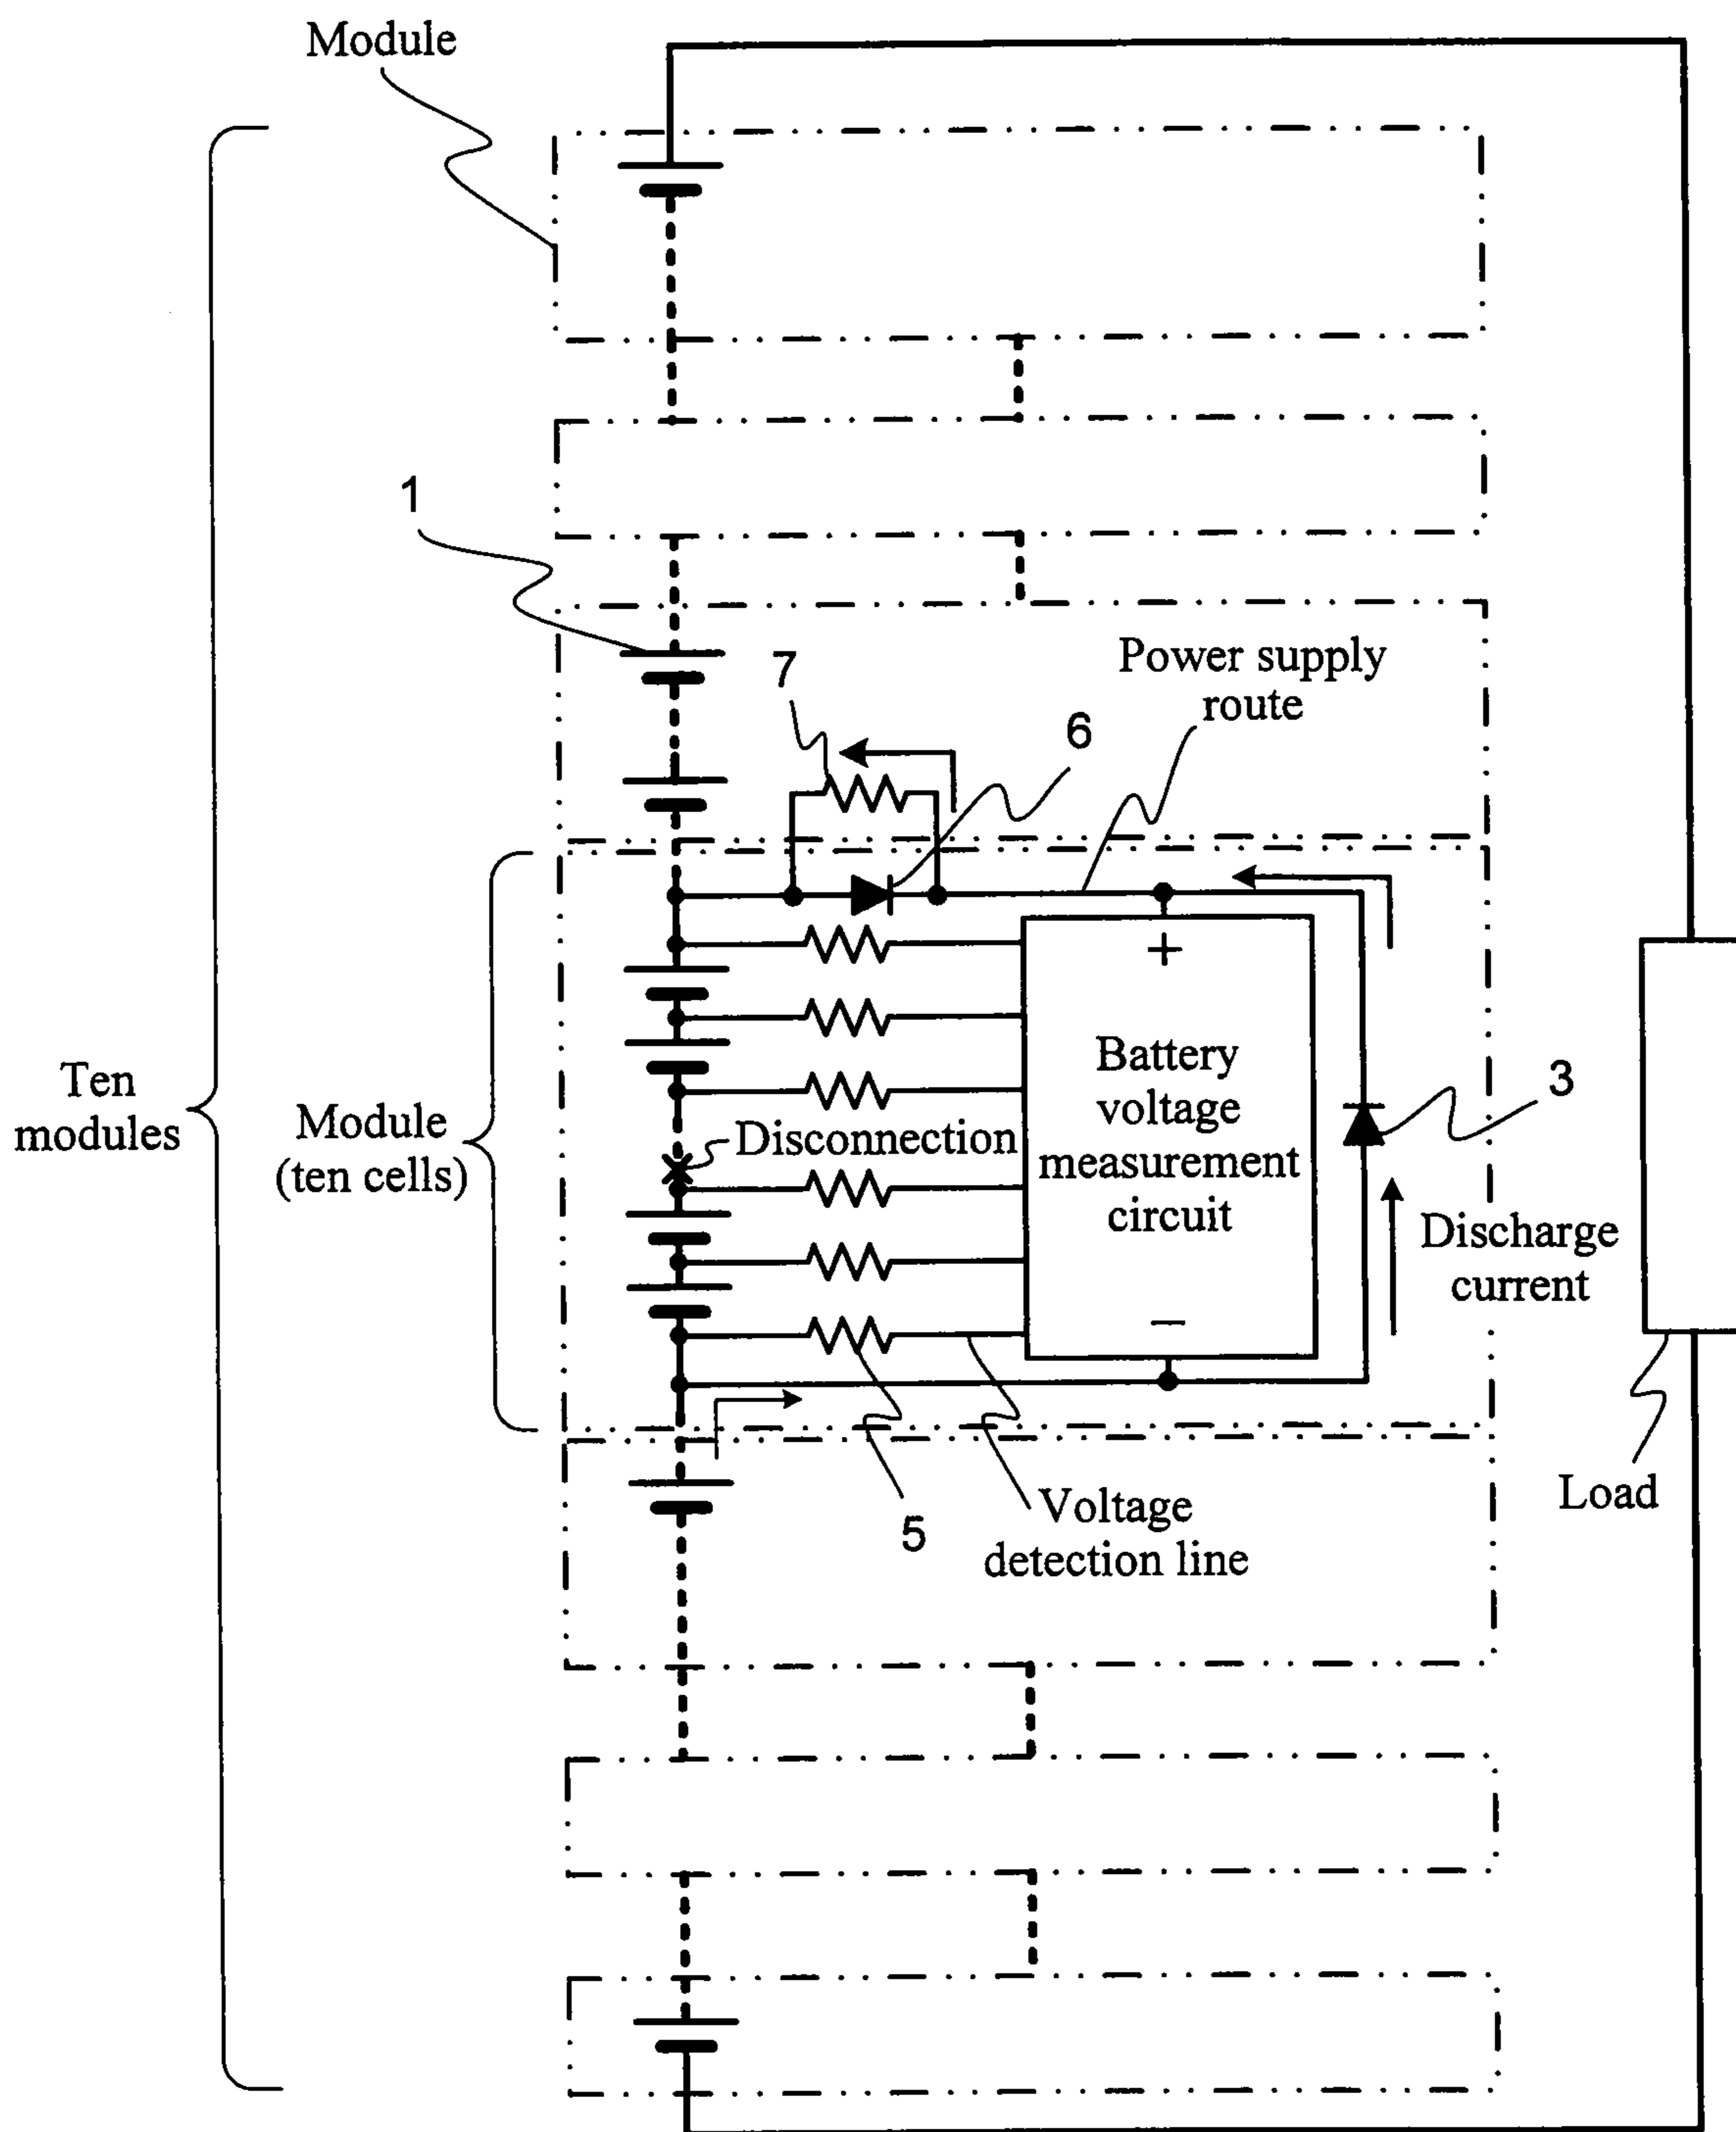 Module
1
7
6
Power supply
route
+
Ten
modules
Module
(ten cells)
Disconnection
Battery
voltage
measurement
circuit
3
Discharge
current
−
5
Voltage
detection line
Load